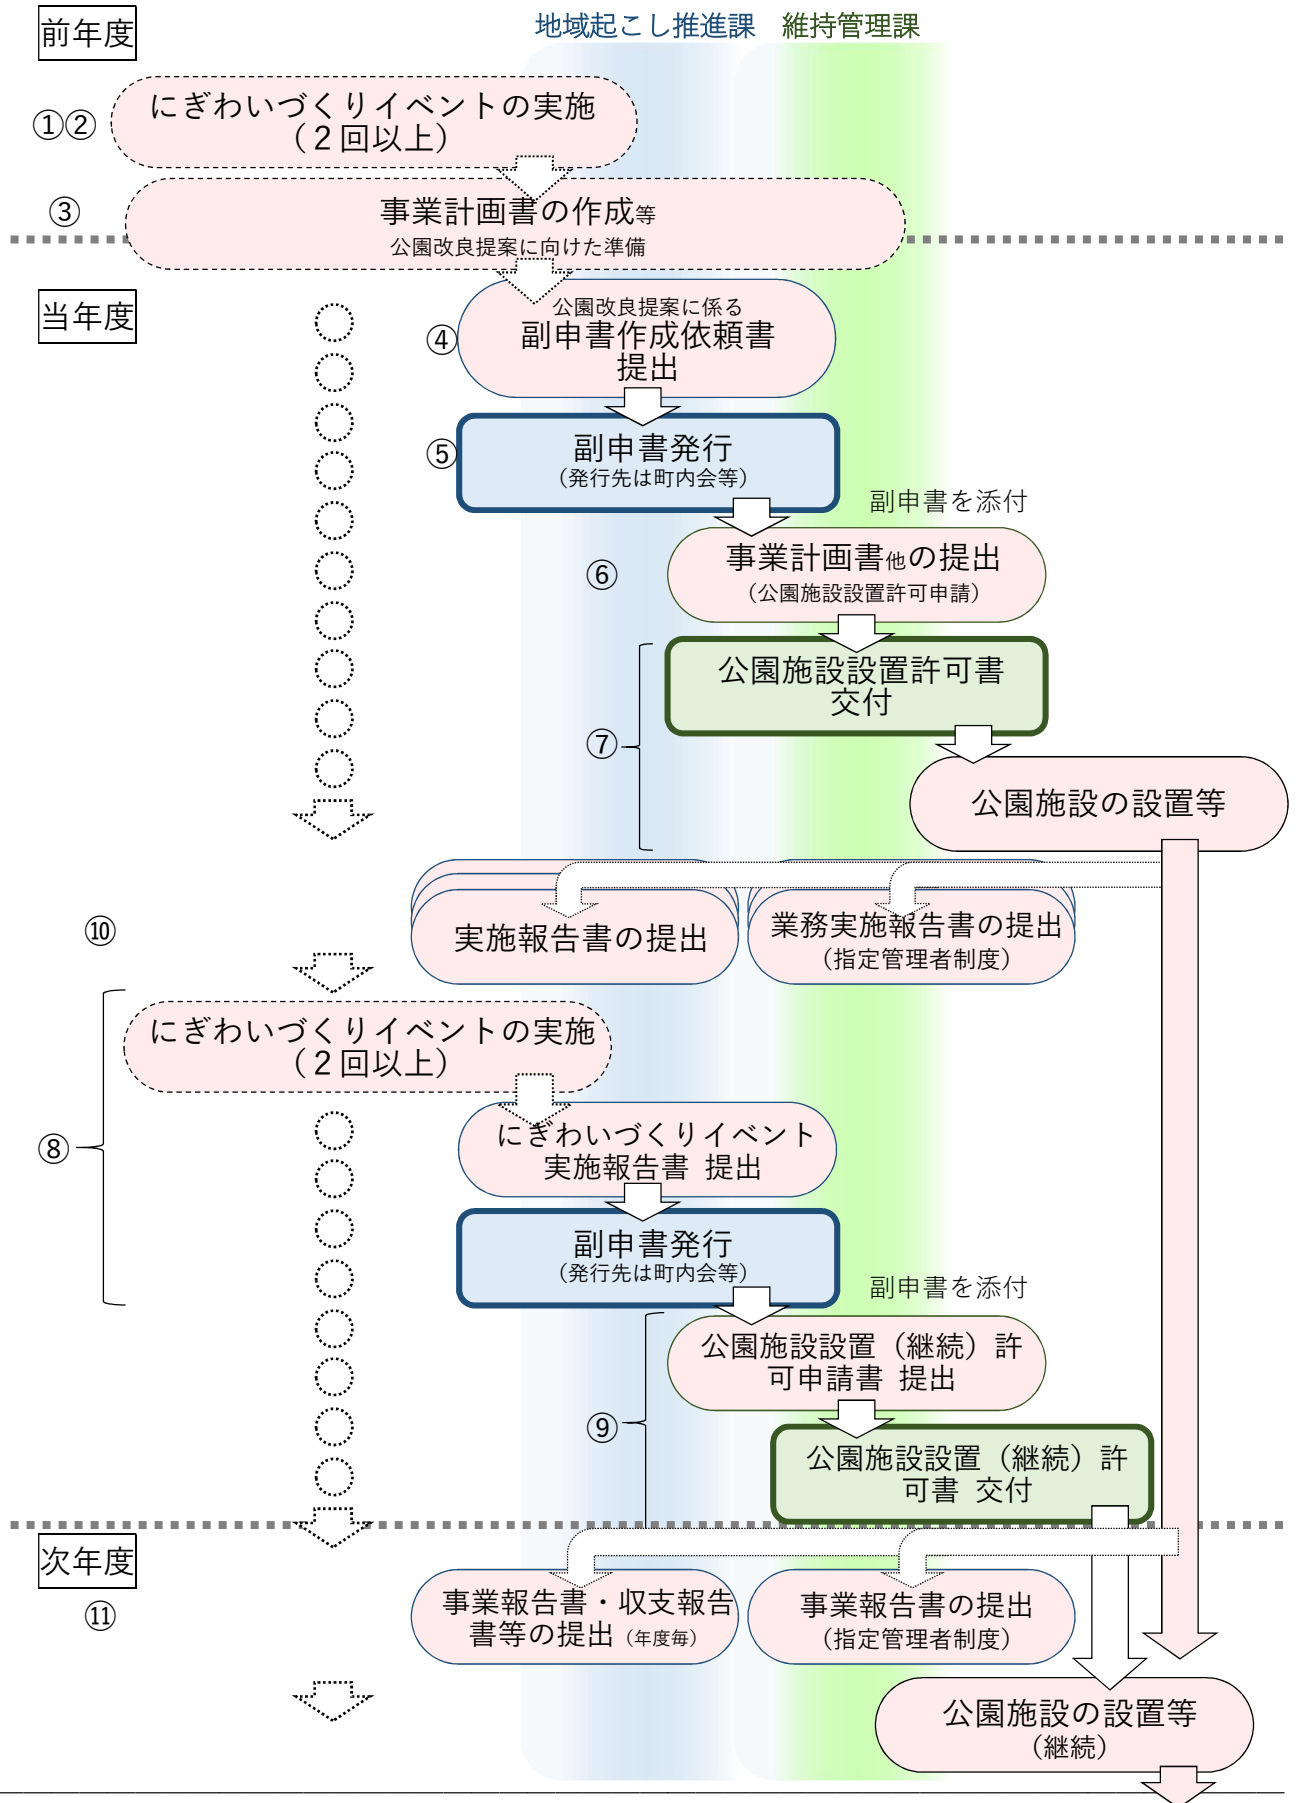 前年度
地域起こし推進課
維持管理課
①②
にぎわいづくりイベントの実施
（２回以上）
③
事業計画書の作成等
公園改良提案に向けた準備
当年度
④
公園改良提案に係る
副申書作成依頼書
提出
⑤
副申書発行
（発行先は町内会等）
副申書を添付
⑥
事業計画書他の提出
（公園施設設置許可申請）
⑦
公園施設設置許可書
交付
公園施設の設置等
⑩
実施報告書の提出
業務実施報告書の提出
（指定管理者制度）
⑧
にぎわいづくりイベントの実施
（２回以上）
にぎわいづくりイベント
実施報告書 提出
副申書発行
（発行先は町内会等）
副申書を添付
⑨
公園施設設置（継続）許
可申請書 提出
公園施設設置（継続）許
可書 交付
次年度
⑪
事業報告書・収支報告
書等の提出（年度毎）
事業報告書の提出
（指定管理者制度）
公園施設の設置等
（継続）